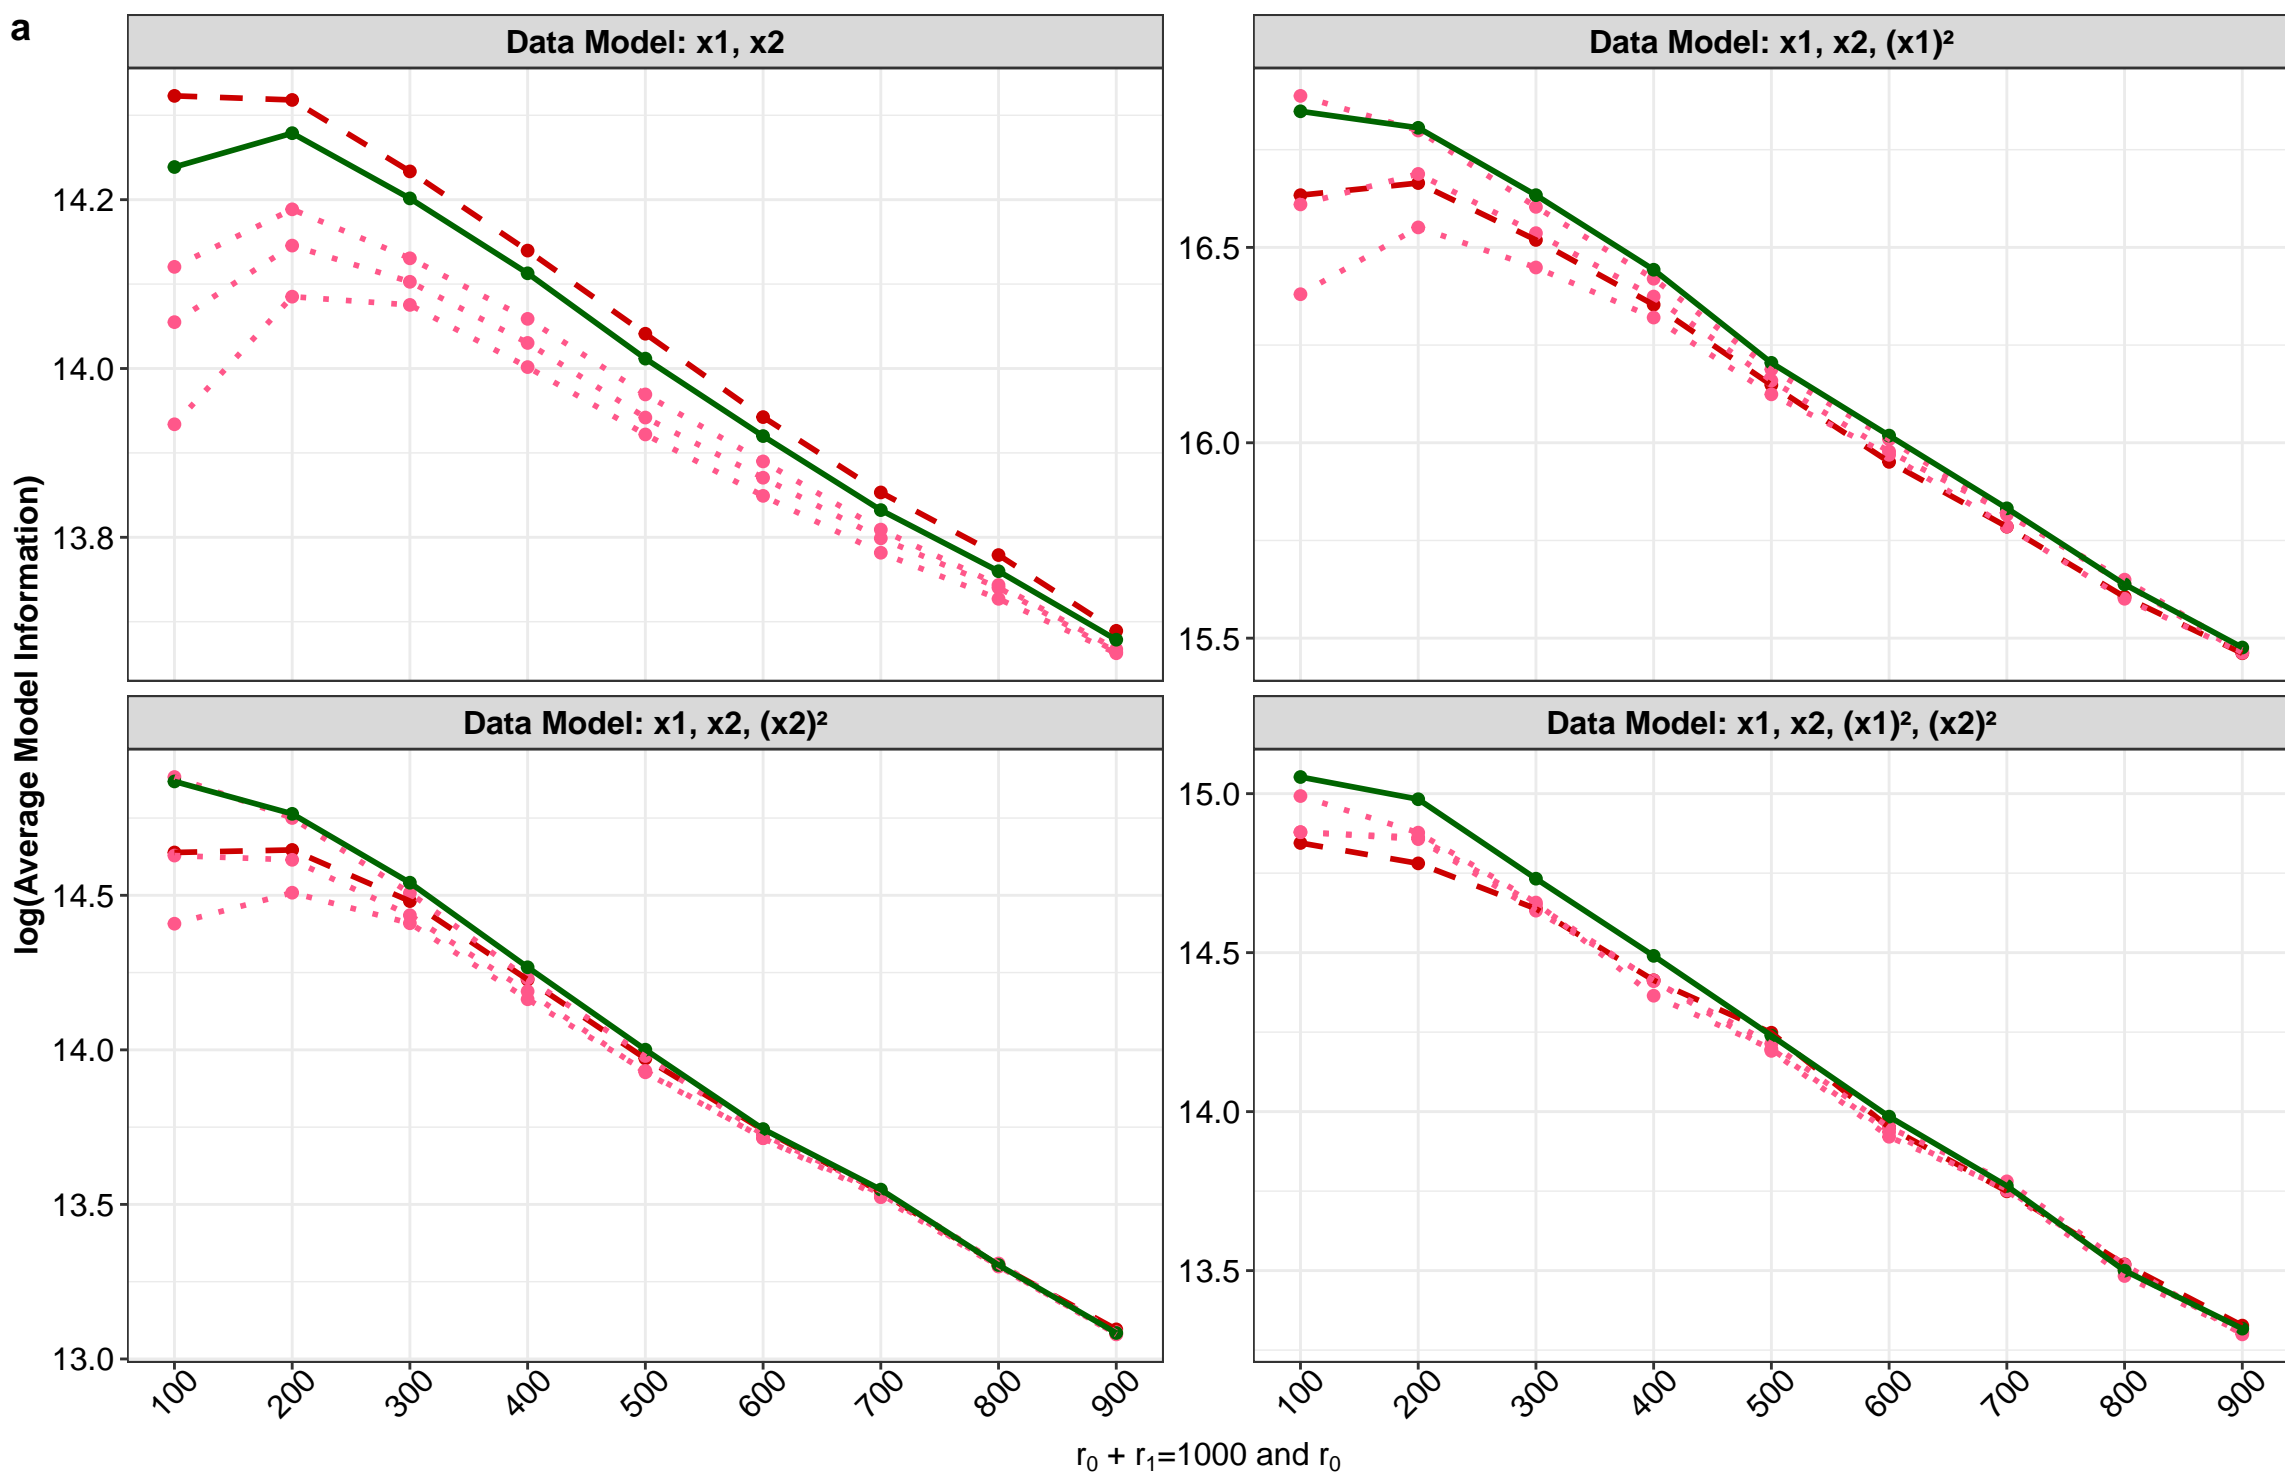 a
Data Model: x1, x2
Data Model: x1, x2, (x1)²
log(Average Model Information)
14.2
14.0
13.8
16.5
16.0
15.5
Data Model: x1, x2, (x2)²
Data Model: x1, x2, (x1)², (x2)²
14.5
14.0
13.5
13.0
15.0
14.5
14.0
13.5
100 200 300 400 500 600 700 800 900
100 200 300 400 500 600 700 800 900
r₀ + r₁=1000 and r₀